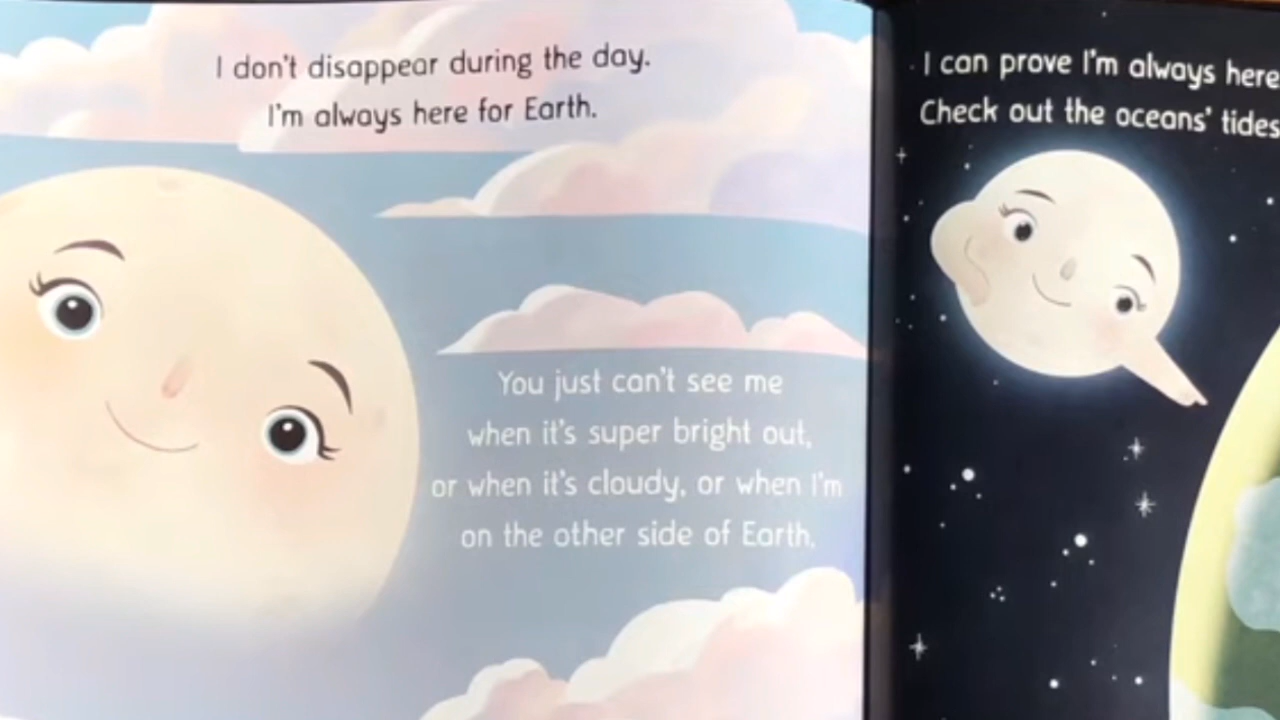 I don't disappear during the day.
I'm always here for Earth.
You just can't see me
when it's super bright out,
or when it's cloudy, or when I'm
on the other side of Earth.
I can prove I'm always here
Check out the oceans' tides